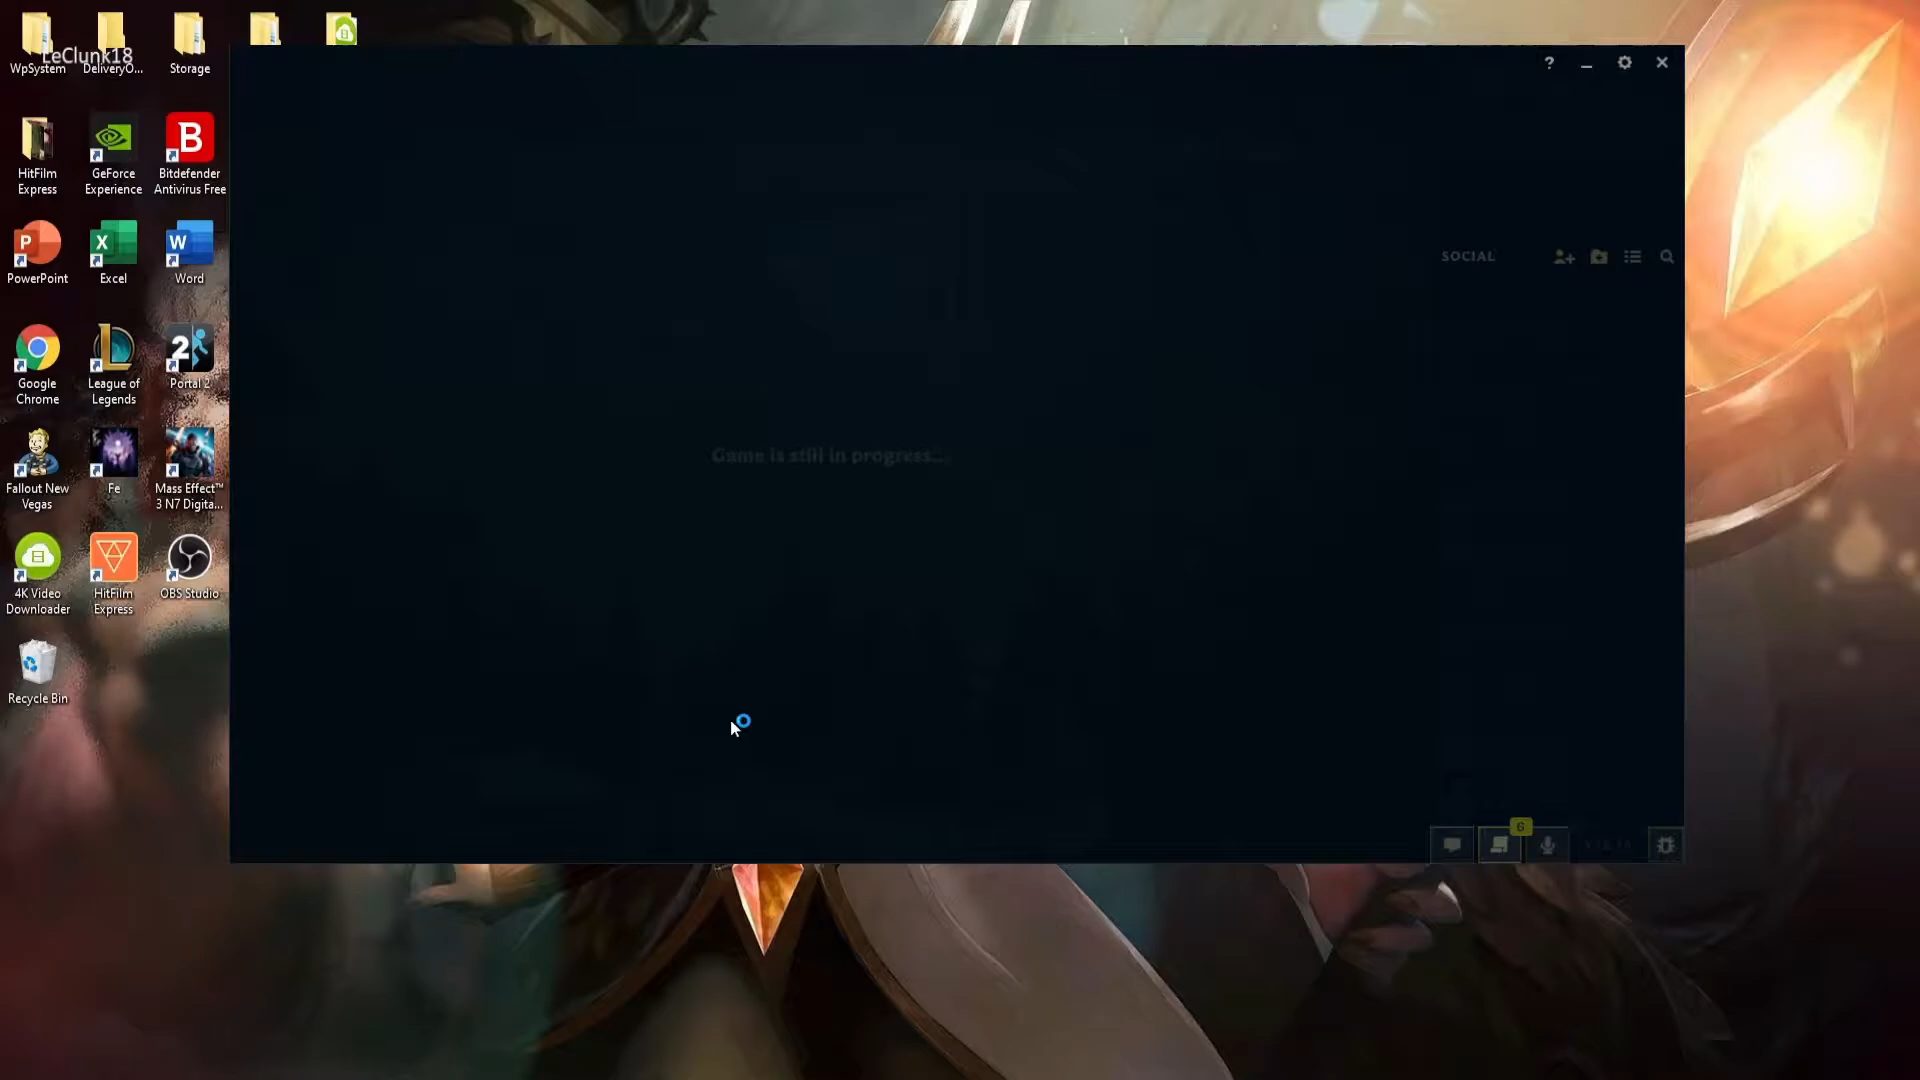 LeClunk18
WpSystem
DeliveryO...
Storage
HitFilm
Express
GeForce
Experience
Bitdefender
Antivirus Free
PowerPoint
Excel
Word
Google
Chrome
League of
Legends
Portal 2
Fallout New
Vegas
Fe
Mass Effect™
3 N7 Digita...
4K Video
Downloader
HitFilm
Express
OBS Studio
Recycle Bin
SOCIAL
Game is still in progress...
6